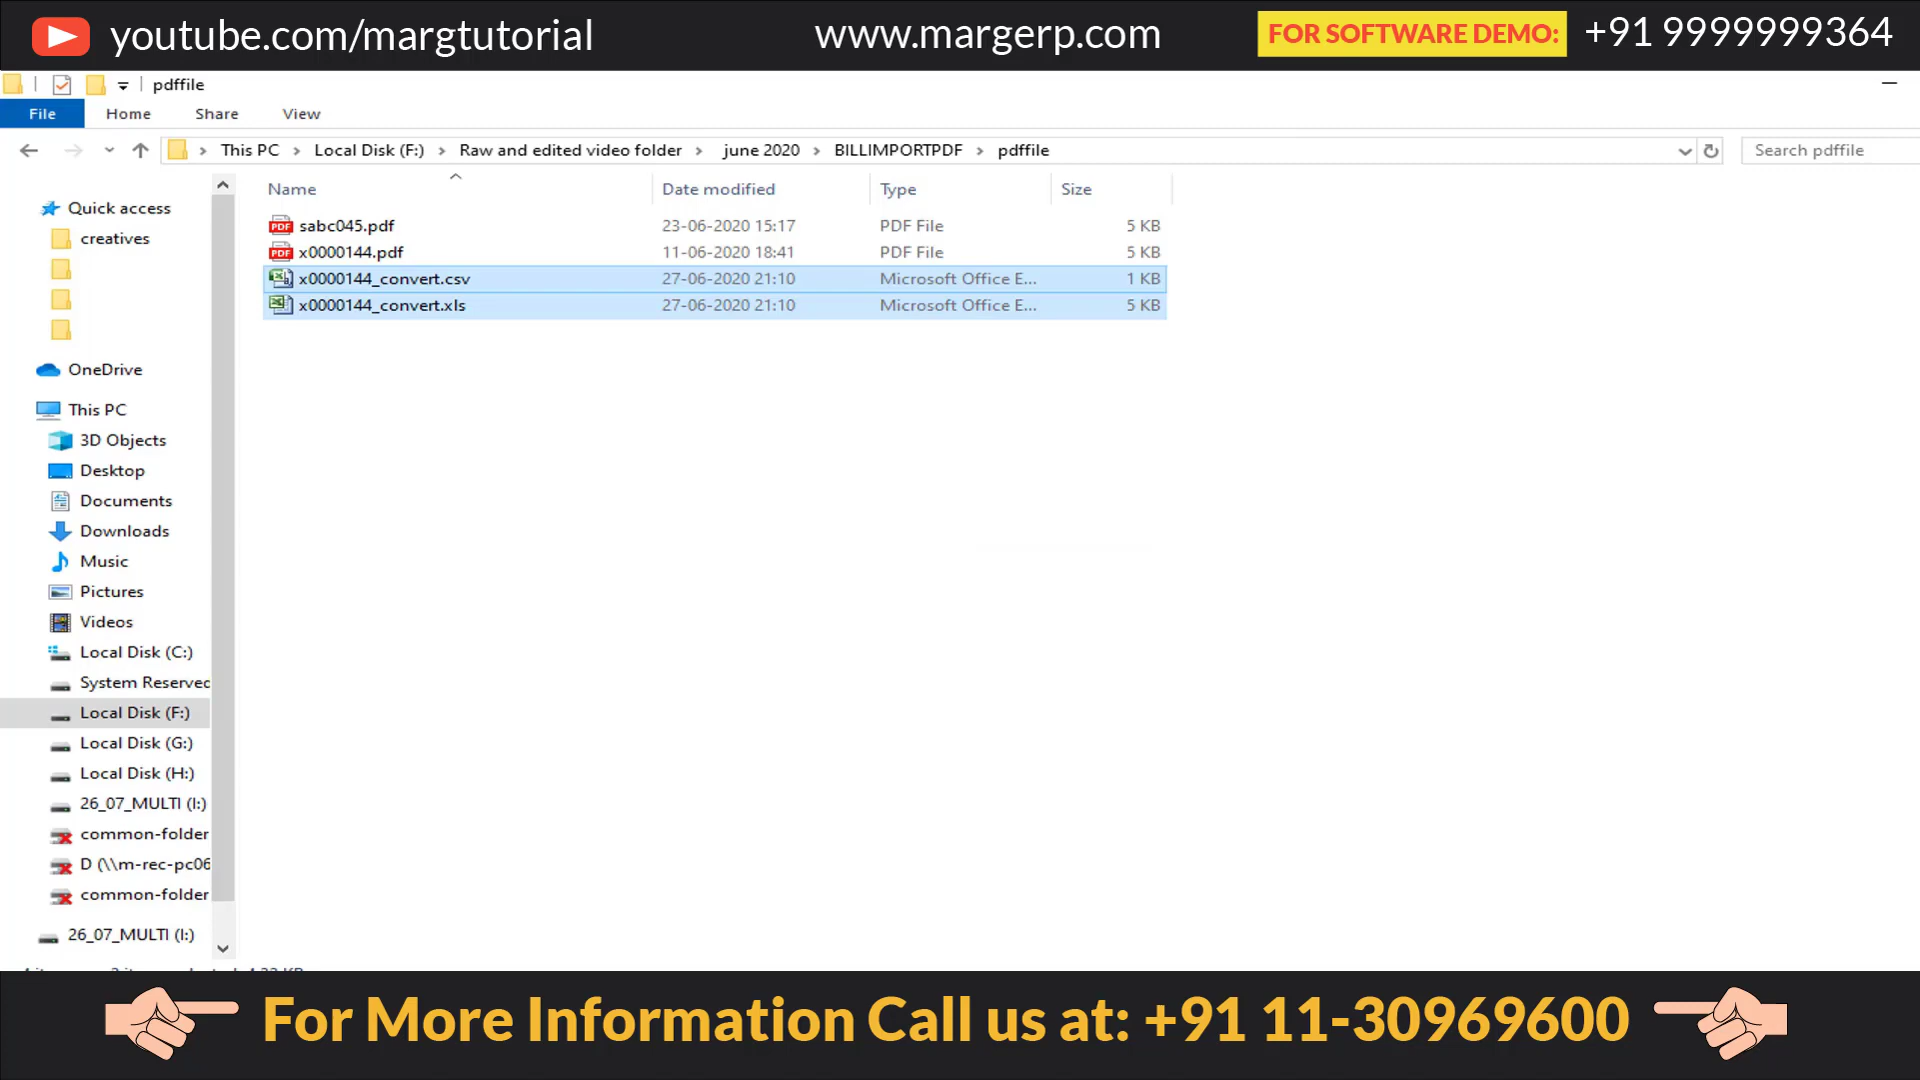 youtube.com/margtutorial www.margerp.com FOR SOFTWARE DEMO: +91 9999999364
pdffile
File Home Share View
This PC Local Disk (F:) Raw and edited video folder june 2020 BILLIMPORTPDF pdffile Search pdffile
Name Date modified Type Size
sabc045.pdf 23-06-2020 15:17 PDF File 5 KB
x0000144.pdf 11-06-2020 18:41 PDF File 5 KB
x0000144_convert.csv 27-06-2020 21:10 Microsoft Office E... 1 KB
x0000144_convert.xls 27-06-2020 21:10 Microsoft Office E... 5 KB
Quick access
creatives
OneDrive
This PC
3D Objects
Desktop
Documents
Downloads
Music
Pictures
Videos
Local Disk (C:)
System Reserved
Local Disk (F:)
Local Disk (G:)
Local Disk (H:)
26_07_MULTI (I:)
common-folder
D (\\m-rec-pc06
common-folder
26_07_MULTI (I:)
For More Information Call us at: +91 11-30969600